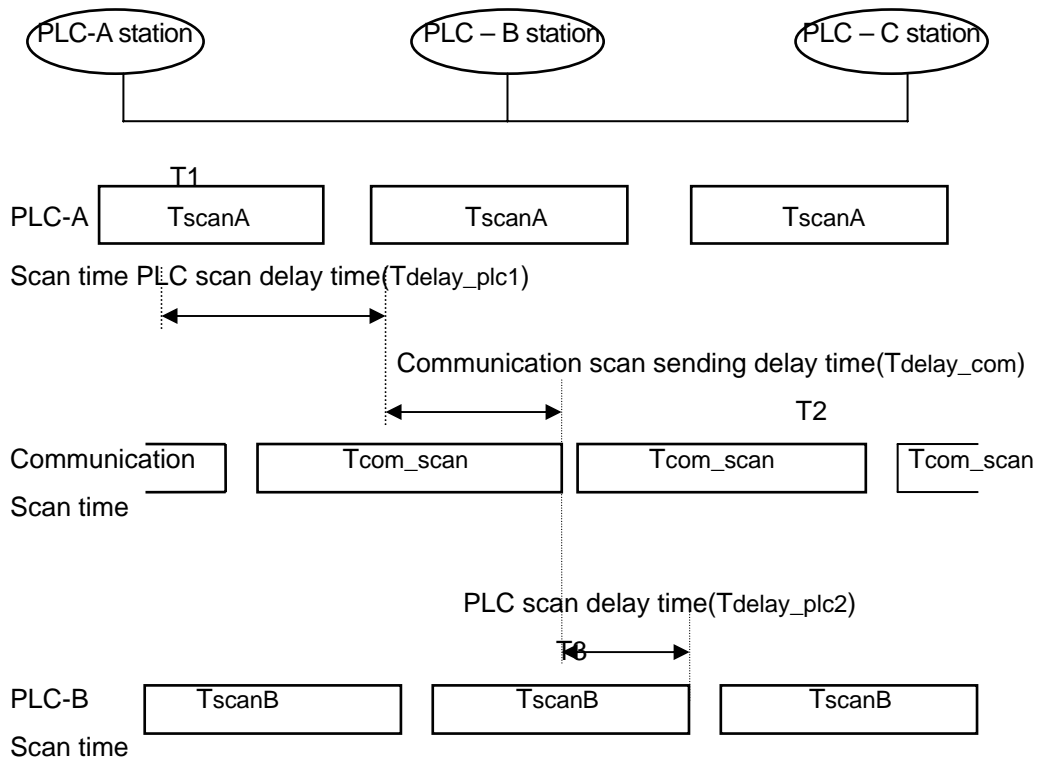 PLC-A station PLC – B station PLC – C station
T1
PLC-A TscanA TscanA TscanA
Scan time PLC scan delay time(Tdelay_plc1)
Communication scan sending delay time(Tdelay_com)
T2
Communication Tcom_scan Tcom_scan Tcom_scan
Scan time
PLC scan delay time(Tdelay_plc2)
T3
PLC-B TscanB TscanB TscanB
Scan time